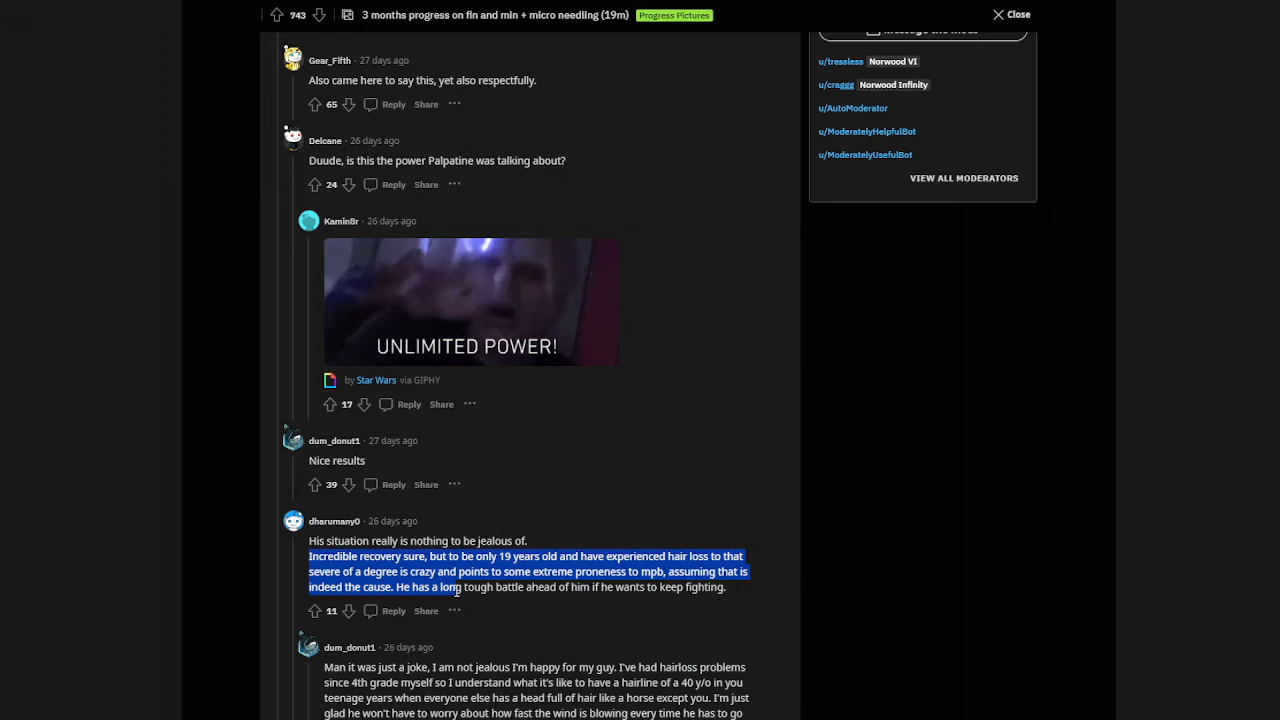 743 3 months progress on fin and min + micro needling (19m) Progress Pictures Close
u/tressless Norwood VI
u/craggg Norwood Infinity
u/AutoModerator
u/ModeratelyHelpfulBot
u/ModeratelyUsefulBot
VIEW ALL MODERATORS
Gear_Fifth · 27 days ago
Also came here to say this, yet also respectfully.
65 Reply Share ···
Delcane · 26 days ago
Duude, is this the power Palpatine was talking about?
24 Reply Share ···
Kamin8r · 26 days ago
UNLIMITED POWER!
by Star Wars via GIPHY
17 Reply Share ···
dum_donut1 · 27 days ago
Nice results
39 Reply Share ···
dharumany0 · 26 days ago
His situation really is nothing to be jealous of.
Incredible recovery sure, but to be only 19 years old and have experienced hair loss to that
severe of a degree is crazy and points to some extreme proneness to mpb, assuming that is
indeed the cause. He has a long tough battle ahead of him if he wants to keep fighting.
11 Reply Share ···
dum_donut1 · 26 days ago
Man it was just a joke, I am not jealous I'm happy for my guy. I've had hairloss problems
since 4th grade myself so I understand what it's like to have a hairline of a 40 y/o in you
teenage years when everyone else has a head full of hair like a horse except you. I'm just
glad he won't have to worry about how fast the wind is blowing every time he has to go